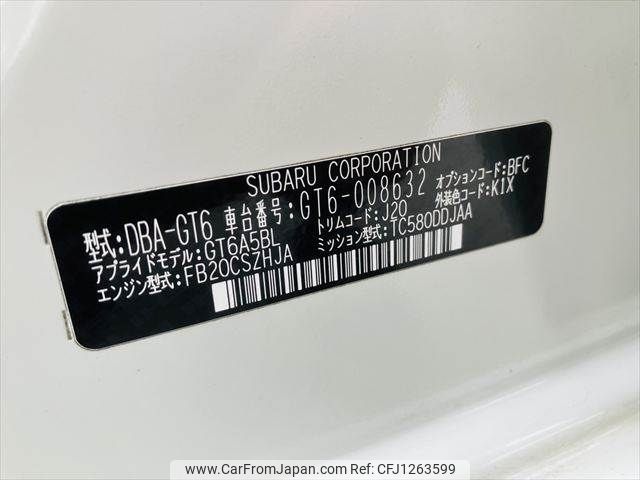 SUBARU CORPORATION
型式:DBA-GT6 車台番号:GT6-008632 オプションコード:BFC
アプライドモデル:GT6A5BL トリムコード:J20 外装色コード:K1X
エンジン型式:FB20CSZHJA ミッション型式:TC580DDJAA
www.CarFromJapan.com - CFJ1263599